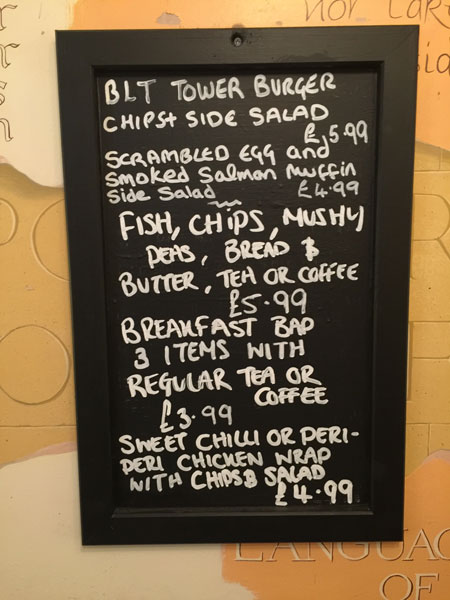 BLT TOWER BURGER
CHIPS+ SIDE SALAD
£5.99
SCRAMBLED EGG and
smoked Salmon muffin
Side Salad £4.99
FISH, CHIPS, MUSHY
PEAS, BREAD &
BUTTER, TEA OR COFFEE
£5.99
BREAKFAST BAP
3 ITEMS WITH
REGULAR TEA OR
COFFEE
£3.99
SWEET CHILLI OR PERI-
PERI CHICKEN WRAP
WITH CHIPS & SALAD
£4.99
LANGUAG
OF